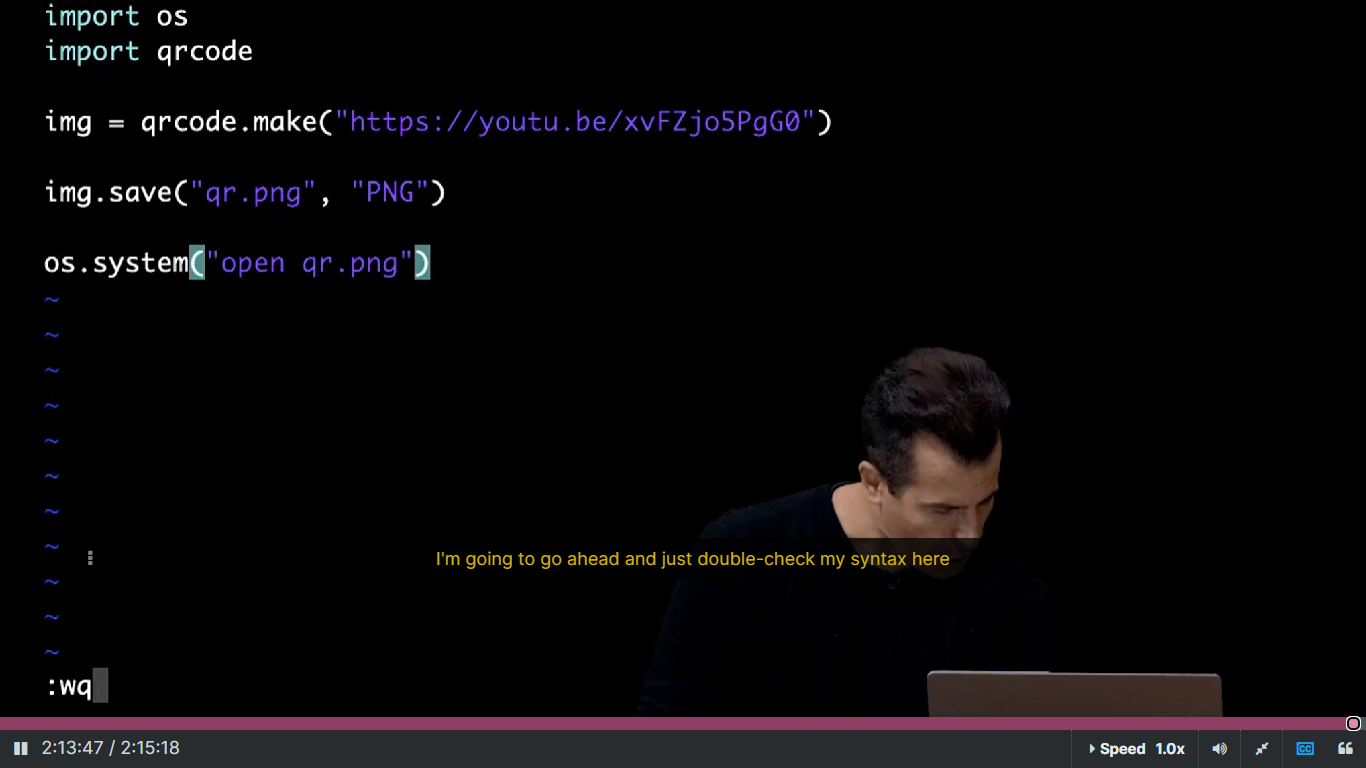 import os
import qrcode
img = qrcode.make("https://youtu.be/xvFZjo5PgG0")
img.save("qr.png", "PNG")
os.system("open qr.png")
~
~
~
~
~
~
~
~
~
~
~
I'm going to go ahead and just double-check my syntax here
:wq
2:13:47 / 2:15:18
Speed 1.0x
CC